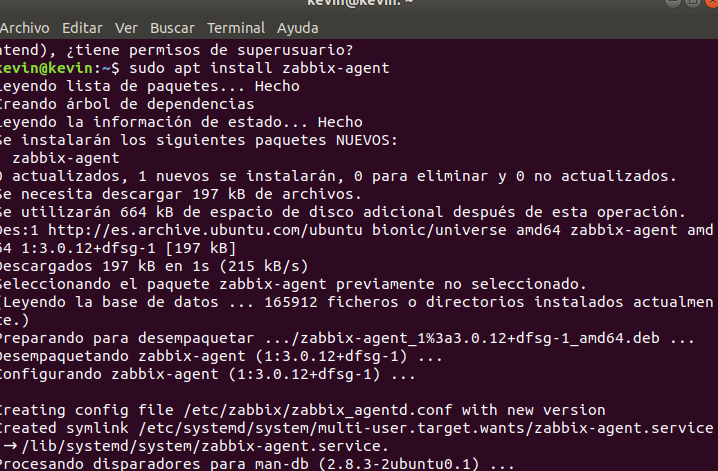 kevin@kevin: ~
Archivo Editar Ver Buscar Terminal Ayuda
ntend), ¿tiene permisos de superusuario?
kevin@kevin:~$ sudo apt install zabbix-agent
Leyendo lista de paquetes... Hecho
Creando árbol de dependencias
Leyendo la información de estado... Hecho
Se instalarán los siguientes paquetes NUEVOS:
zabbix-agent
0 actualizados, 1 nuevos se instalarán, 0 para eliminar y 0 no actualizados.
Se necesita descargar 197 kB de archivos.
Se utilizarán 664 kB de espacio de disco adicional después de esta operación.
Des:1 http://es.archive.ubuntu.com/ubuntu bionic/universe amd64 zabbix-agent amd
64 1:3.0.12+dfsg-1 [197 kB]
Descargados 197 kB en 1s (215 kB/s)
Seleccionando el paquete zabbix-agent previamente no seleccionado.
(Leyendo la base de datos ... 165912 ficheros o directorios instalados actualmen
te.)
Preparando para desempaquetar .../zabbix-agent_1%3a3.0.12+dfsg-1_amd64.deb ...
Desempaquetando zabbix-agent (1:3.0.12+dfsg-1) ...
Configurando zabbix-agent (1:3.0.12+dfsg-1) ...
Creating config file /etc/zabbix/zabbix_agentd.conf with new version
Created symlink /etc/systemd/system/multi-user.target.wants/zabbix-agent.service
→ /lib/systemd/system/zabbix-agent.service.
Procesando disparadores para man-db (2.8.3-2ubuntu0.1) ...